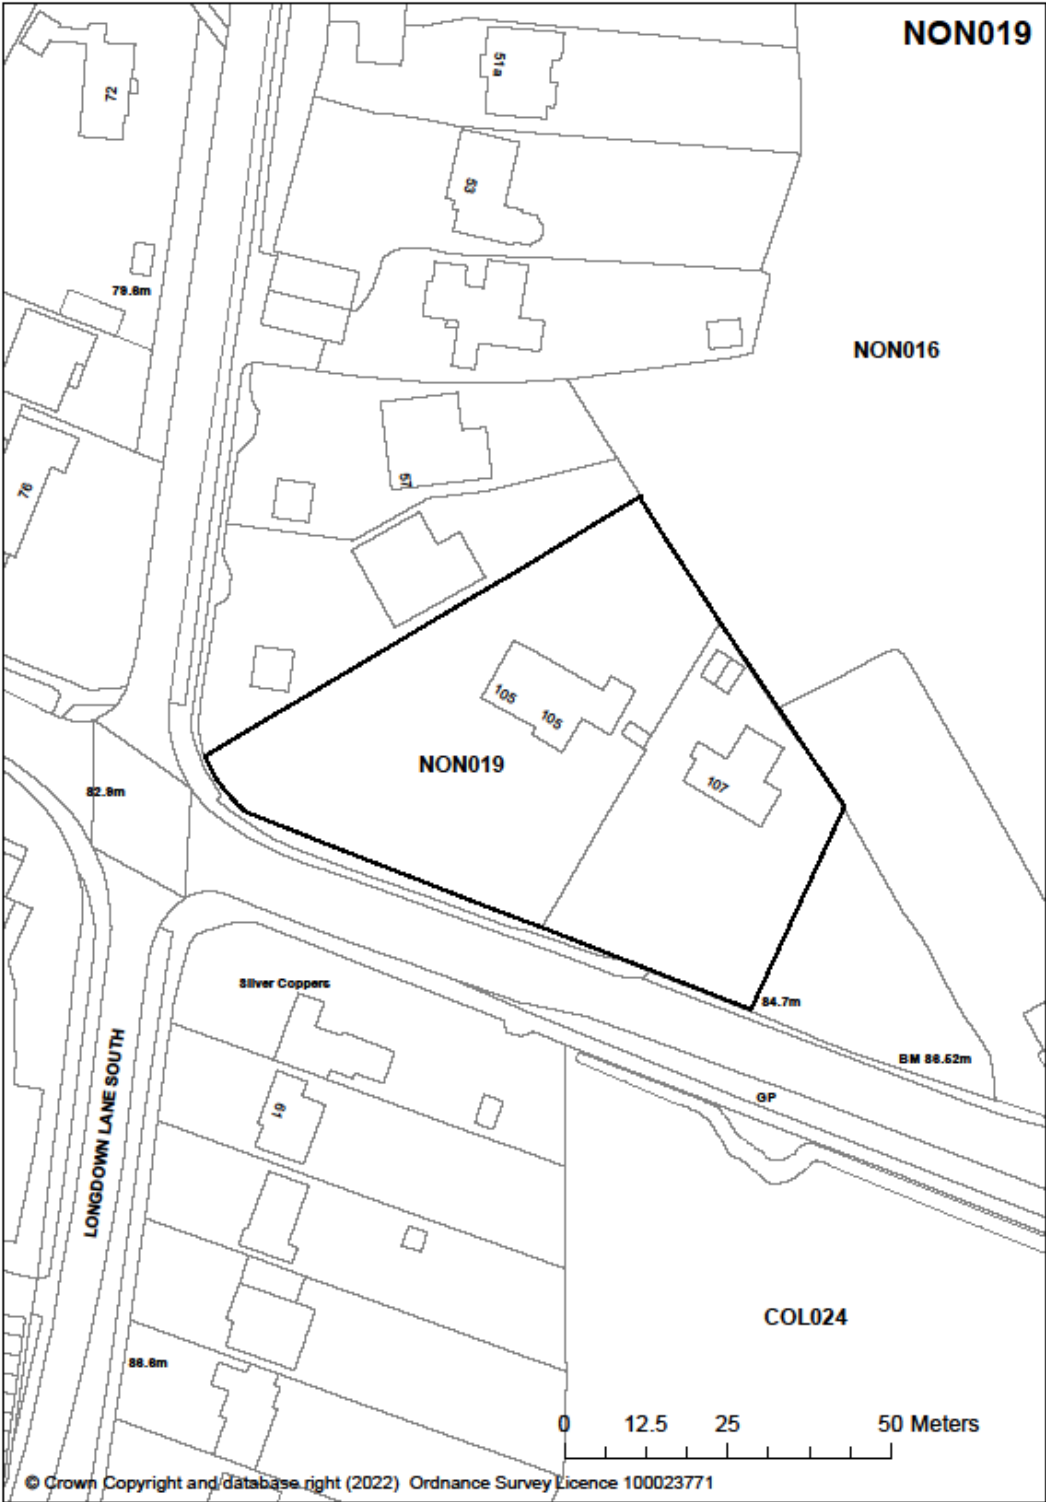 NON019
51a
72
53
79.8m
NON016
57
76
105
105
NON019
107
82.9m
Silver Coppers
84.7m
BM 86.52m
LONGDOWN LANE SOUTH
GP
61
COL024
86.6m
0 12.5 25 50 Meters
© Crown Copyright and database right (2022) Ordnance Survey Licence 100023771